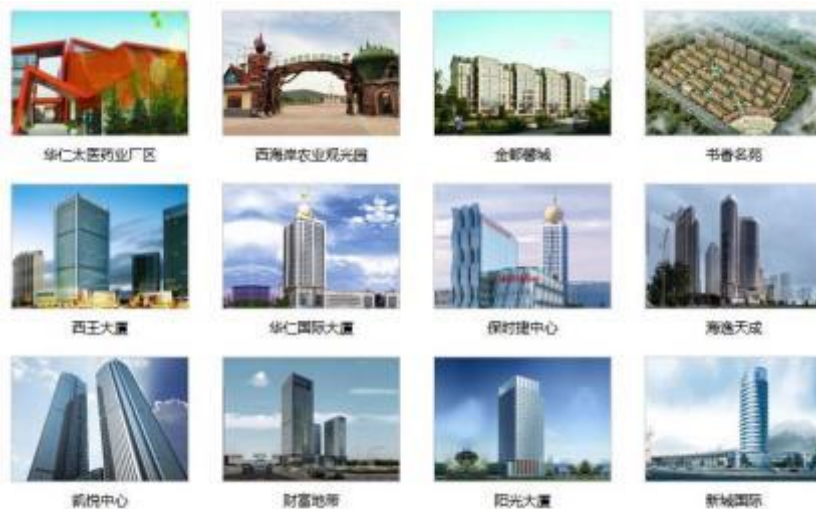 华仁太医药业厂区
西海岸农业观光园
金郸馨城
书香名苑
西王大厦
华仁国际大厦
保时捷中心
海逸天成
凯悦中心
财富地带
阳光大厦
新城国际